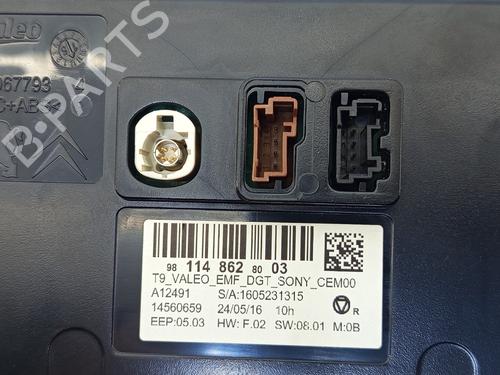 Valeo
067793
C+AB<
B-PARTS
98 114 862 80 03
T9_VALEO_EMF_DGT_SONY_CEM00
A12491 S/A:1605231315
14560659 24/05/16 10h
R
EEP:05.03 HW: F.02 SW:08.01 M:0B